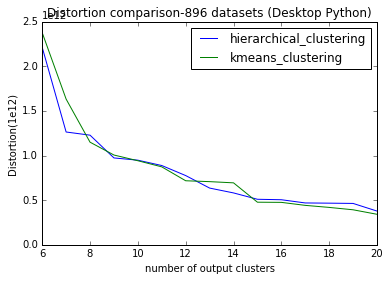 Distortion comparison-896 datasets (Desktop Python)
1e12
hierarchical_clustering
kmeans_clustering
Distortion(1e12)
2.5
2.0
1.5
1.0
0.5
0.0
6 8 10 12 14 16 18 20
number of output clusters